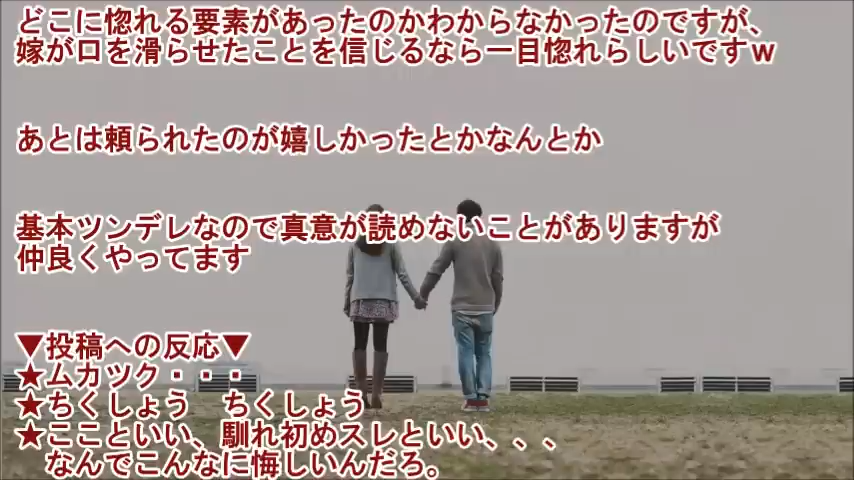 どこに惚れる要素があったのかわからなかったのですが、
嫁が口を滑らせたことを信じるなら一目惚れらしいですｗ
あとは頼られたのが嬉しかったとかなんとか
基本ツンデレなので真意が読めないことがありますが
仲良くやってます
▼投稿への反応▼
★ムカツク・・・
★ちくしょう　ちくしょう
★ここといい、馴れ初めスレといい、、、
　なんでこんなに悔しいんだろ。